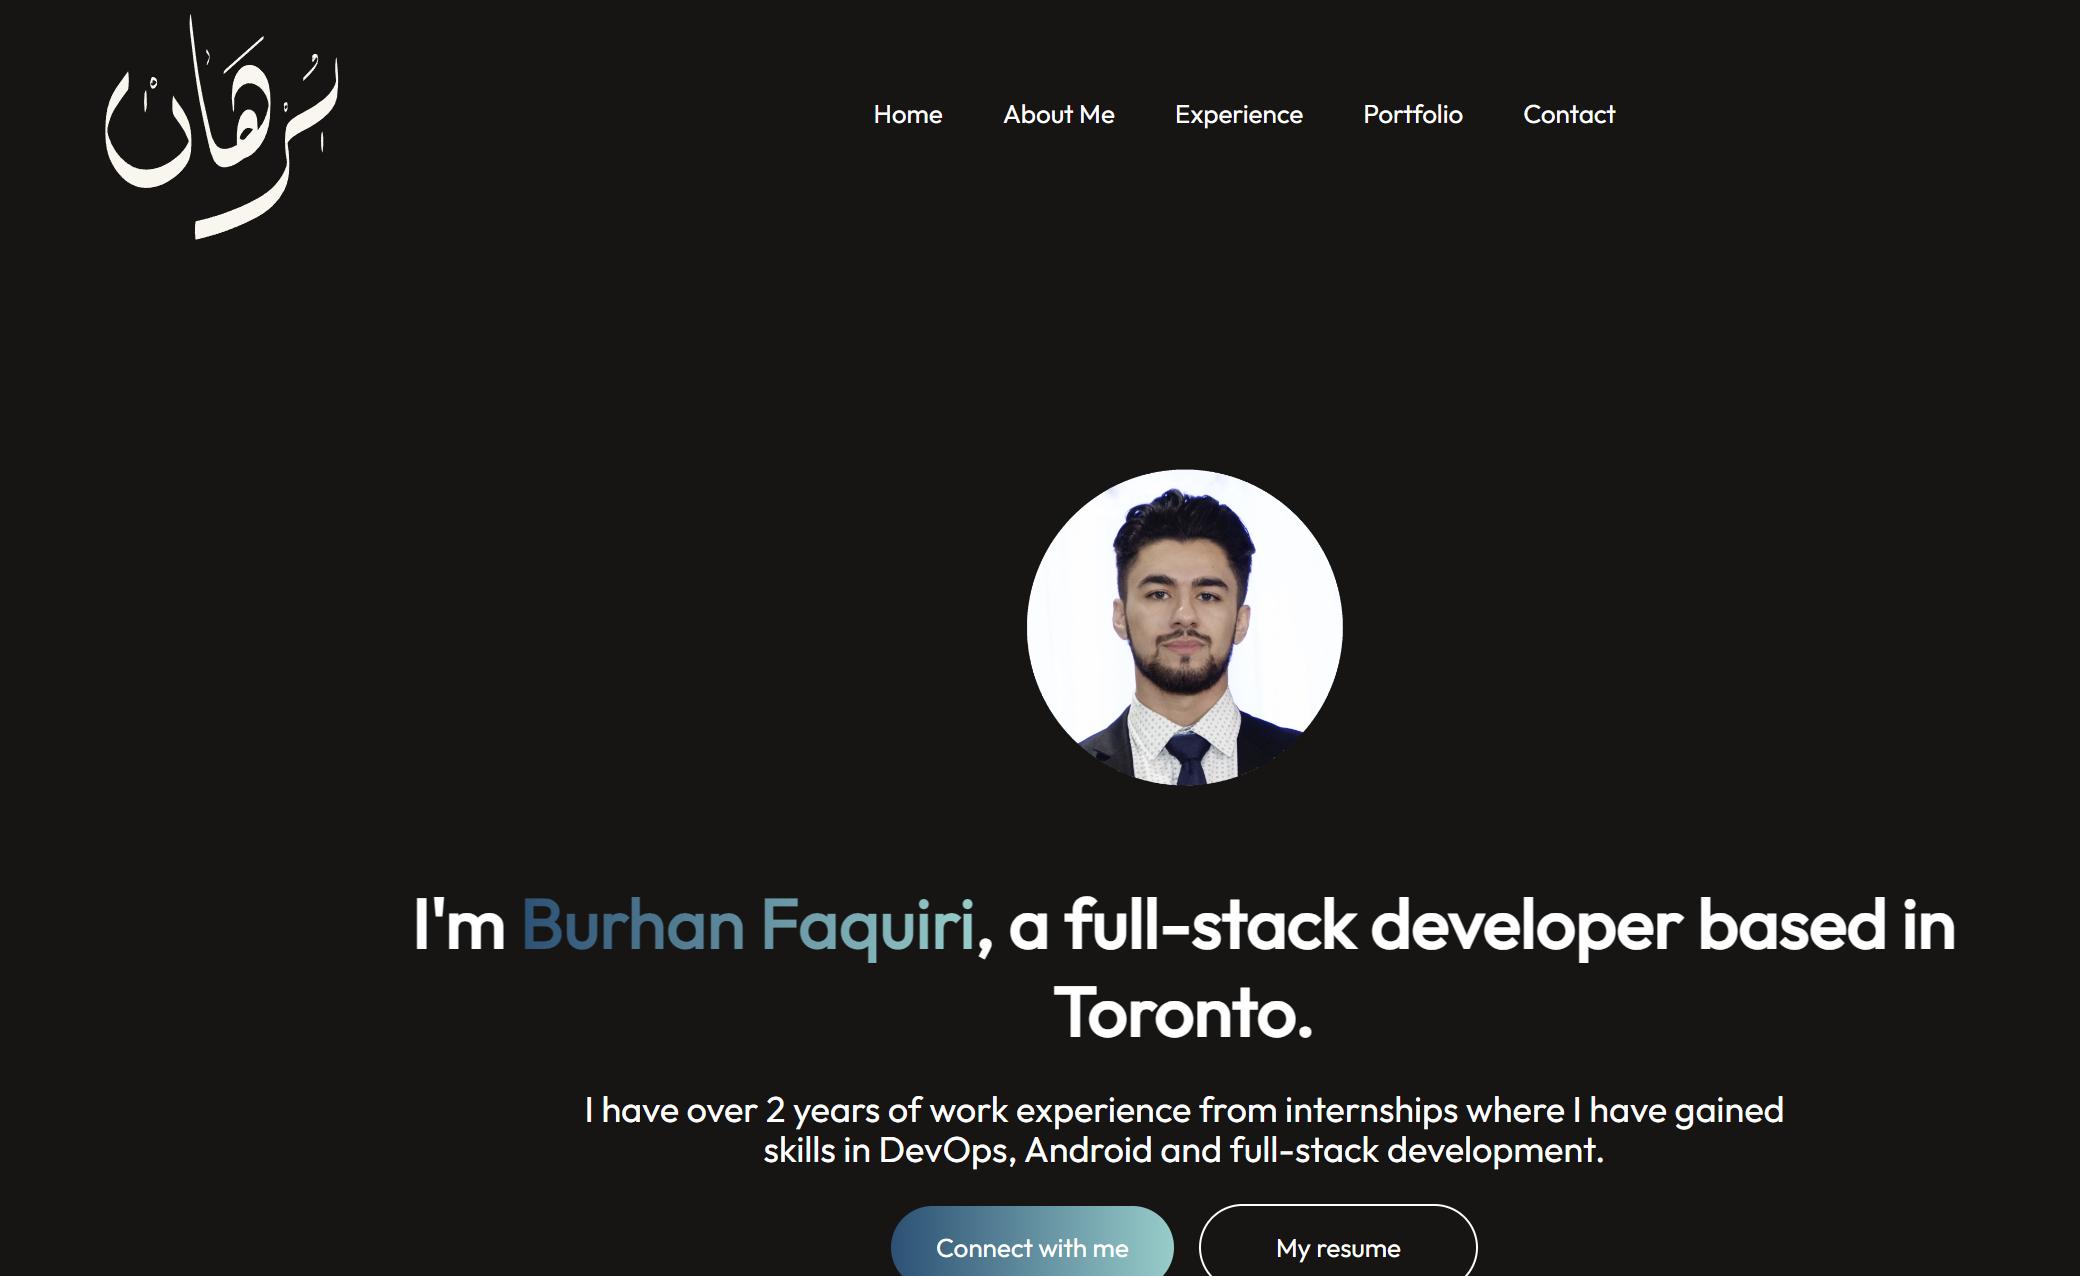 بُرْهَان
Home About Me Experience Portfolio Contact
I'm Burhan Faquiri, a full-stack developer based in
Toronto.
I have over 2 years of work experience from internships where I have gained
skills in DevOps, Android and full-stack development.
Connect with me My resume